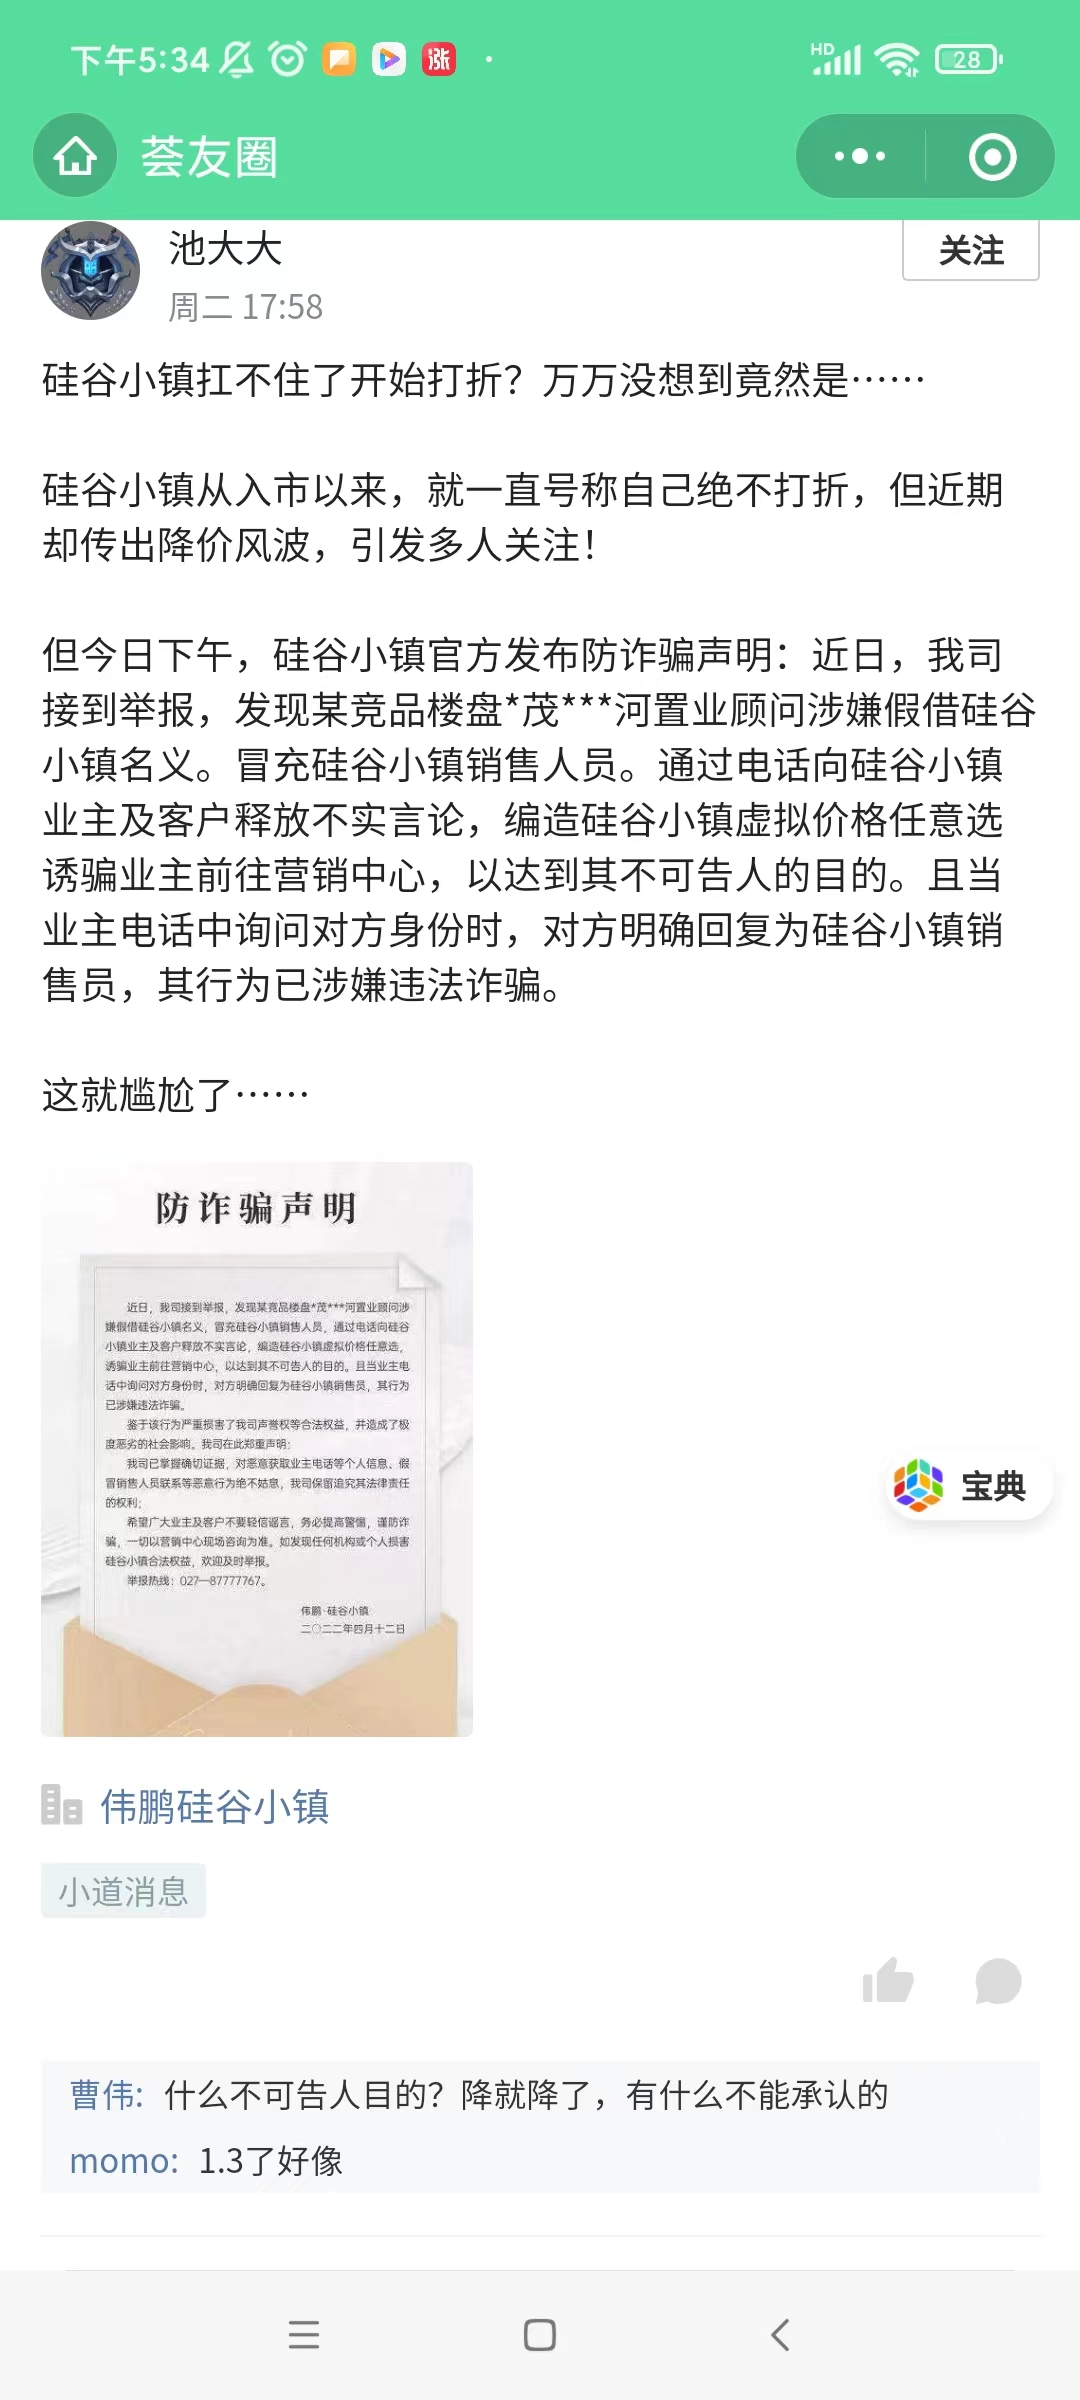 下午5:34 涨 HD 28
荟友圈
池大大
关注
周二 17:58
硅谷小镇扛不住了开始打折？万万没想到竟然是……
硅谷小镇从入市以来，就一直号称自己绝不打折，但近期
却传出降价风波，引发多人关注！
但今日下午，硅谷小镇官方发布防诈骗声明：近日，我司
接到举报，发现某竞品楼盘*茂***河置业顾问涉嫌假借硅谷
小镇名义。冒充硅谷小镇销售人员。通过电话向硅谷小镇
业主及客户释放不实言论，编造硅谷小镇虚拟价格任意选
诱骗业主前往营销中心，以达到其不可告人的目的。且当
业主电话中询问对方身份时，对方明确回复为硅谷小镇销
售员，其行为已涉嫌违法诈骗。
这就尴尬了……
防诈骗声明
近日，我司接到举报，发现某竞品楼盘*茂***河置业顾问涉
嫌假借硅谷小镇名义，冒充硅谷小镇销售人员，通过电话向硅谷
小镇业主及客户释放不实言论，编造硅谷小镇虚拟价格任意选，
诱骗业主前往营销中心，以达到其不可告人的目的。且当业主电
话中询问对方身份时，对方明确回复为硅谷小镇销售员，其行为
已涉嫌违法诈骗。
鉴于该行为严重损害了我司声誉权等合法权益，并造成了极
度恶劣的社会影响。我司在此郑重声明：
我司已掌握确切证据，对恶意获取业主电话等个人信息、假
冒销售人员联系等恶意行为绝不姑息，我司保留追究其法律责任
的权利；
希望广大业主及客户不要轻信谣言，务必提高警惕，谨防诈
骗，一切以营销中心现场咨询为准。如发现任何机构或个人损害
硅谷小镇合法权益，欢迎及时举报。
举报热线：027—87777767。
伟鹏·硅谷小镇
二〇二二年四月十二日
宝典
伟鹏硅谷小镇
小道消息
曹伟: 什么不可告人目的？降就降了，有什么不能承认的
momo: 1.3了好像